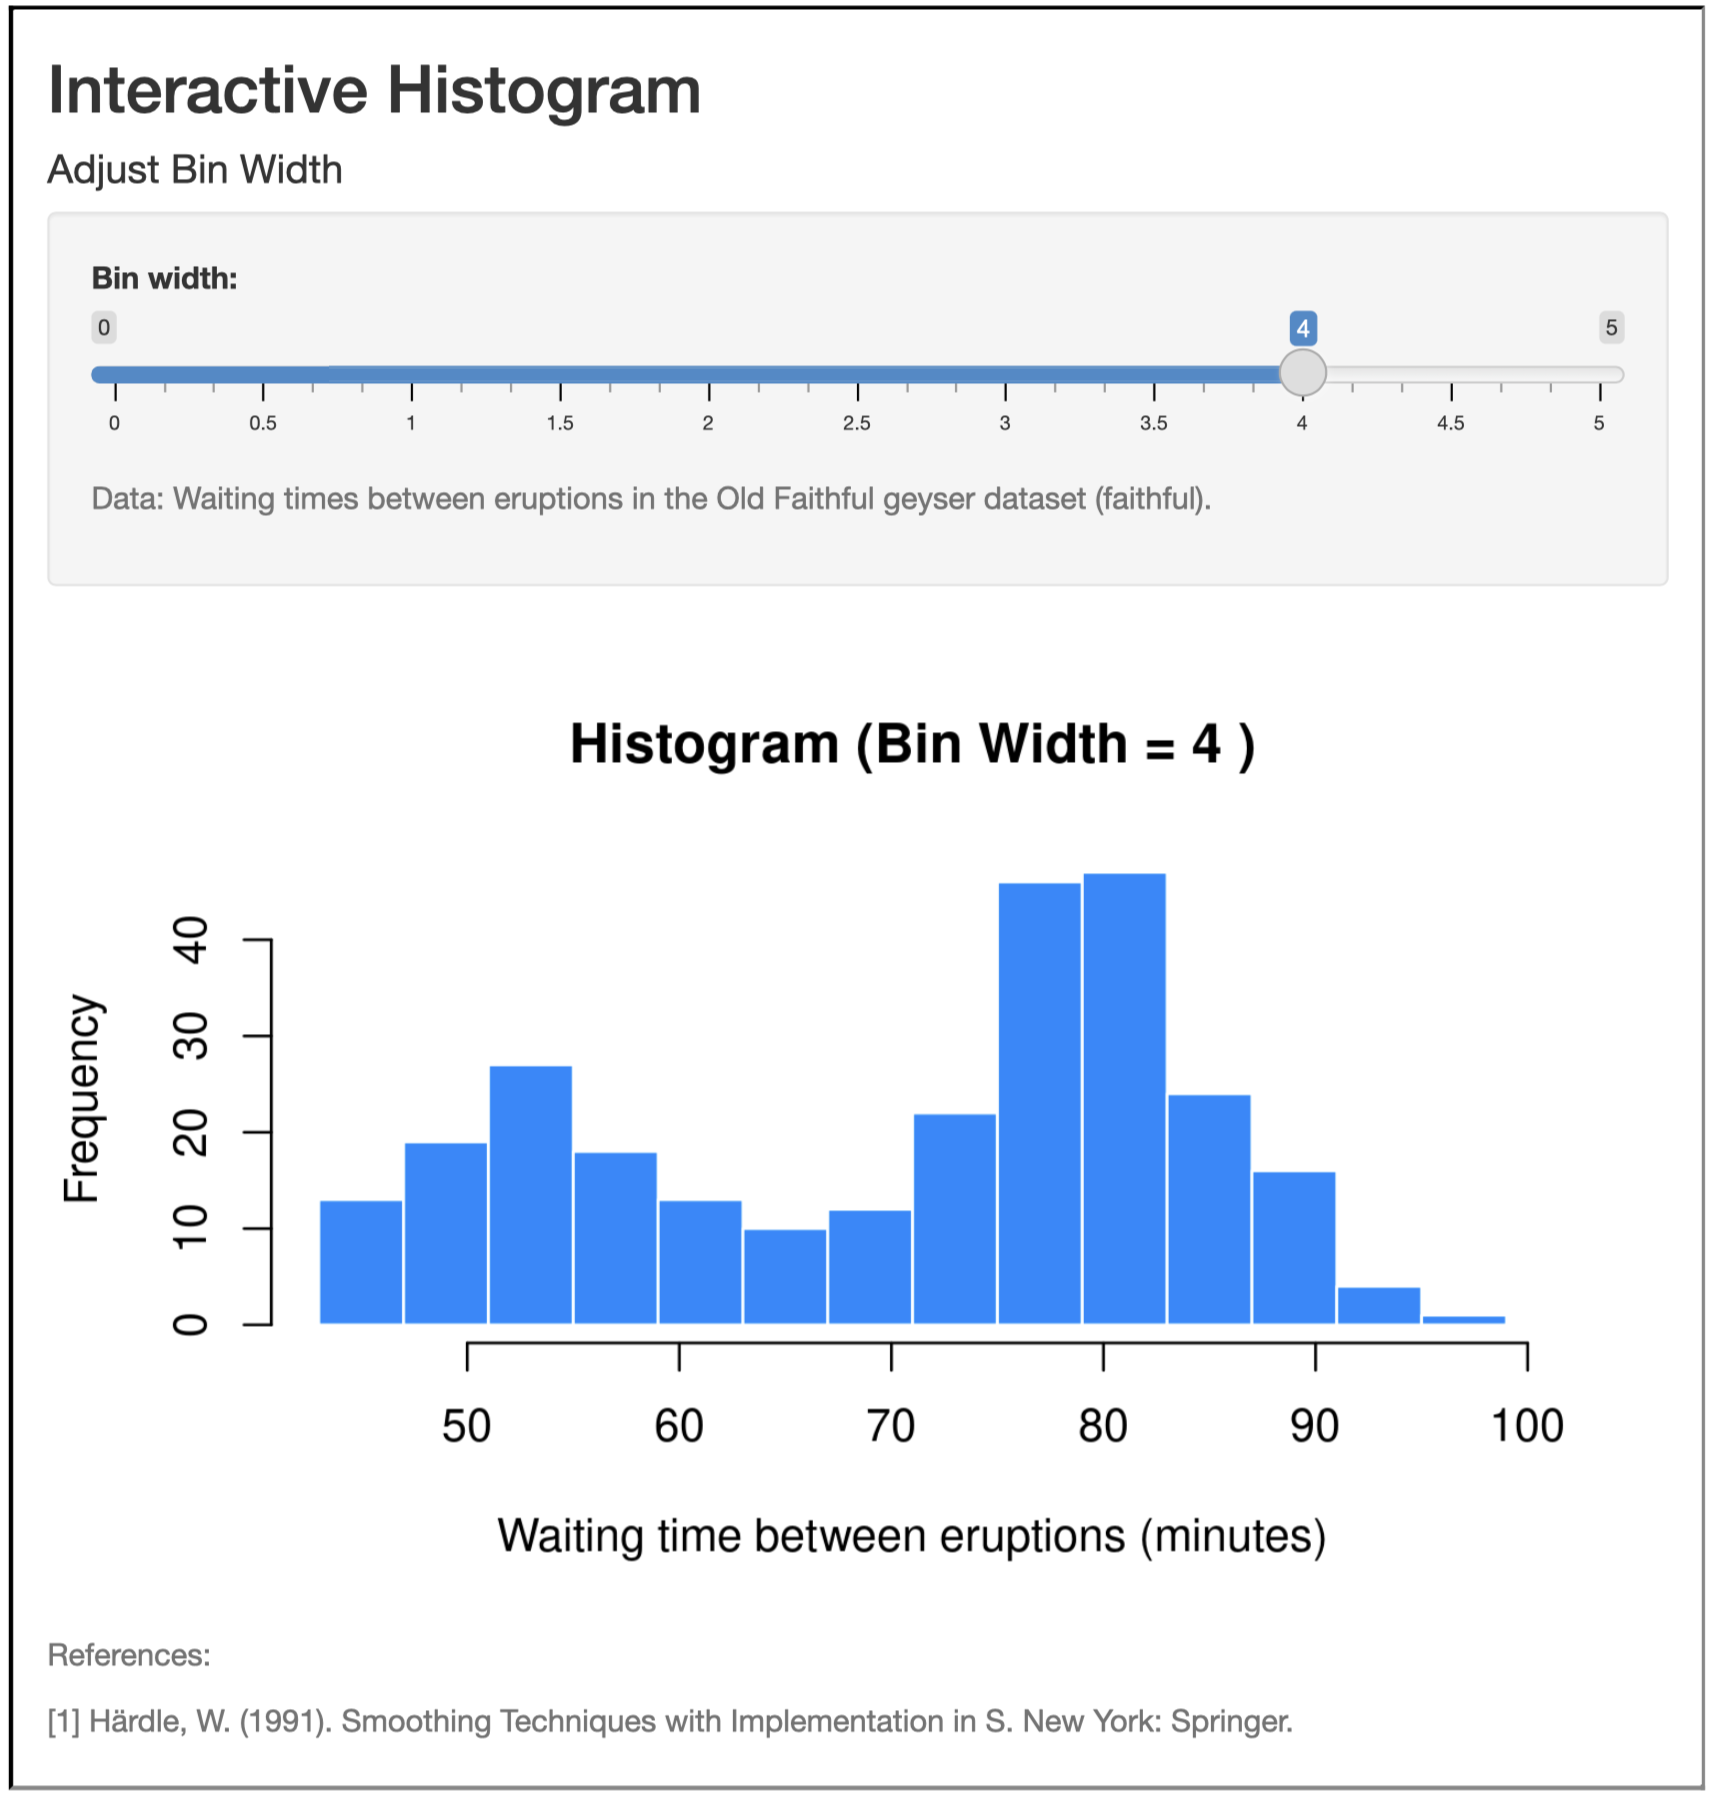 Interactive Histogram
Adjust Bin Width
Bin width:
0 4 5
0 0.5 1 1.5 2 2.5 3 3.5 4 4.5 5
Data: Waiting times between eruptions in the Old Faithful geyser dataset (faithful).
Histogram (Bin Width = 4 )
Frequency
40
30
20
10
0
50 60 70 80 90 100
Waiting time between eruptions (minutes)
References:
[1] Härdle, W. (1991). Smoothing Techniques with Implementation in S. New York: Springer.